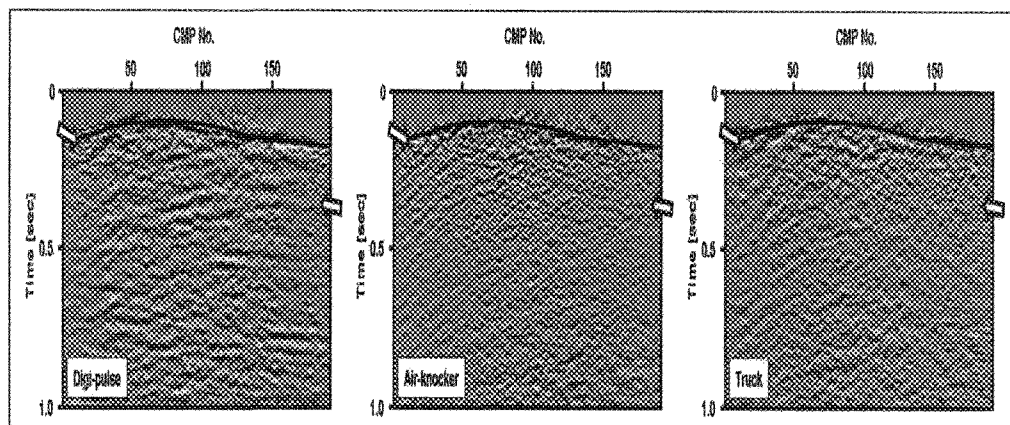 CMP No. CMP No. CMP No.
50 100 150 50 100 150 50 100 150
0 0 0
Time [sec] Time [sec] Time [sec]
0.5 0.5 0.5
Digi-pulse Air-knocker Truck
1.0 1.0 1.0